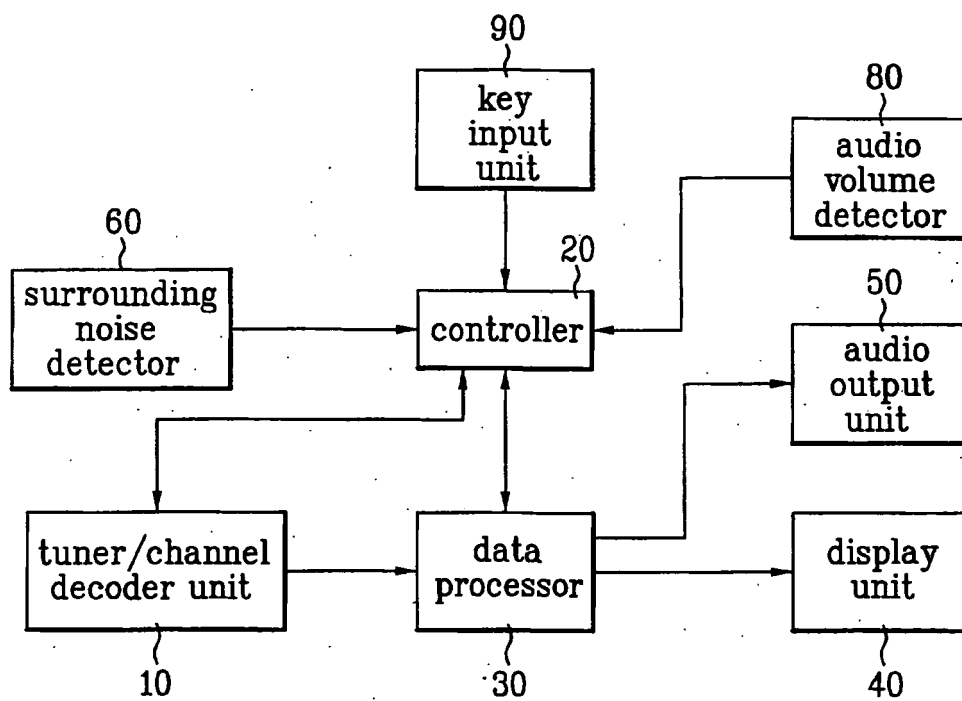 90
key
input
unit
80
audio
volume
detector
60
surrounding
noise
detector
20
controller
50
audio
output
unit
tuner/channel
decoder unit
10
data
processor
30
display
unit
40